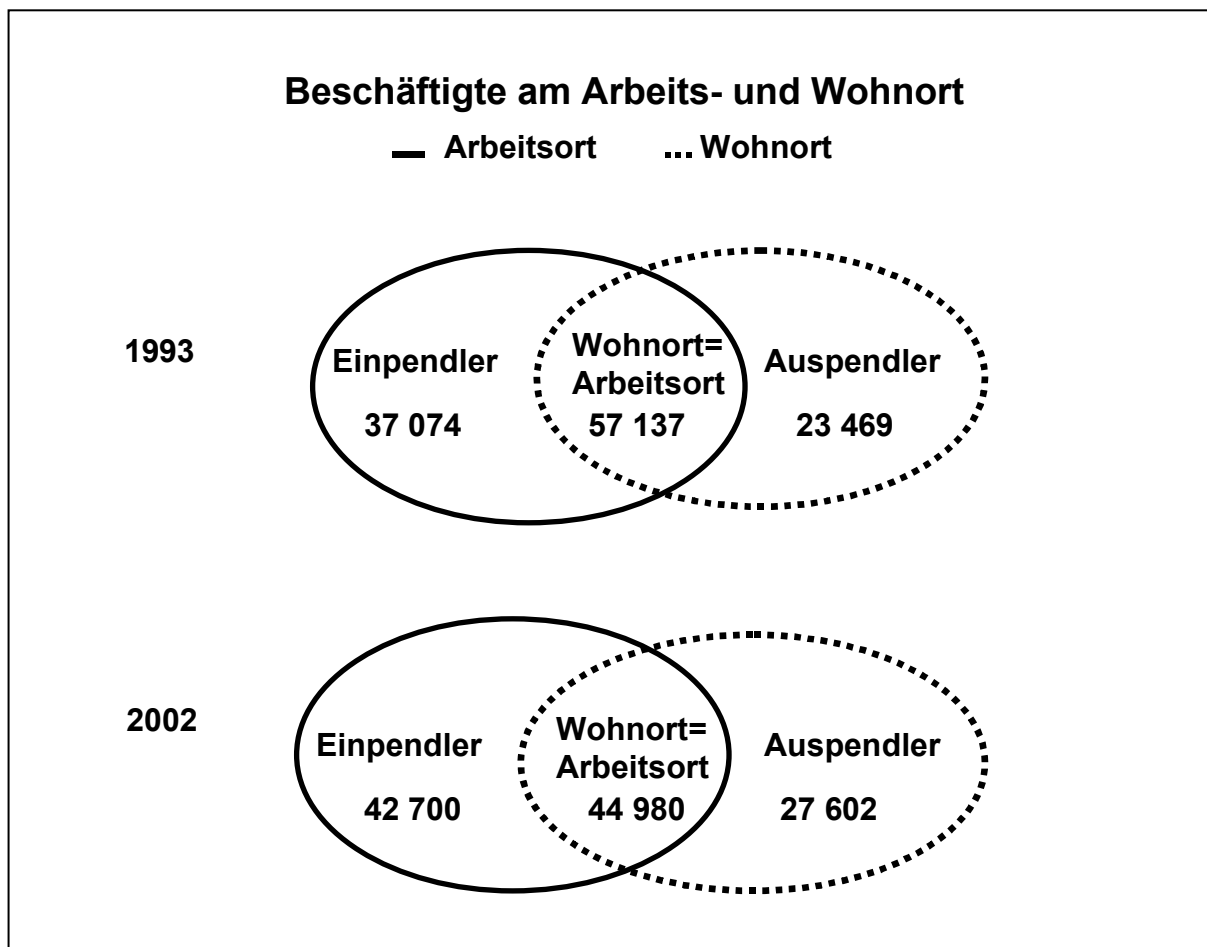 Beschäftigte am Arbeits- und Wohnort
Arbeitsort Wohnort
1993
Einpendler
37 074
Wohnort=
Arbeitsort
57 137
Auspendler
23 469
2002
Einpendler
42 700
Wohnort=
Arbeitsort
44 980
Auspendler
27 602